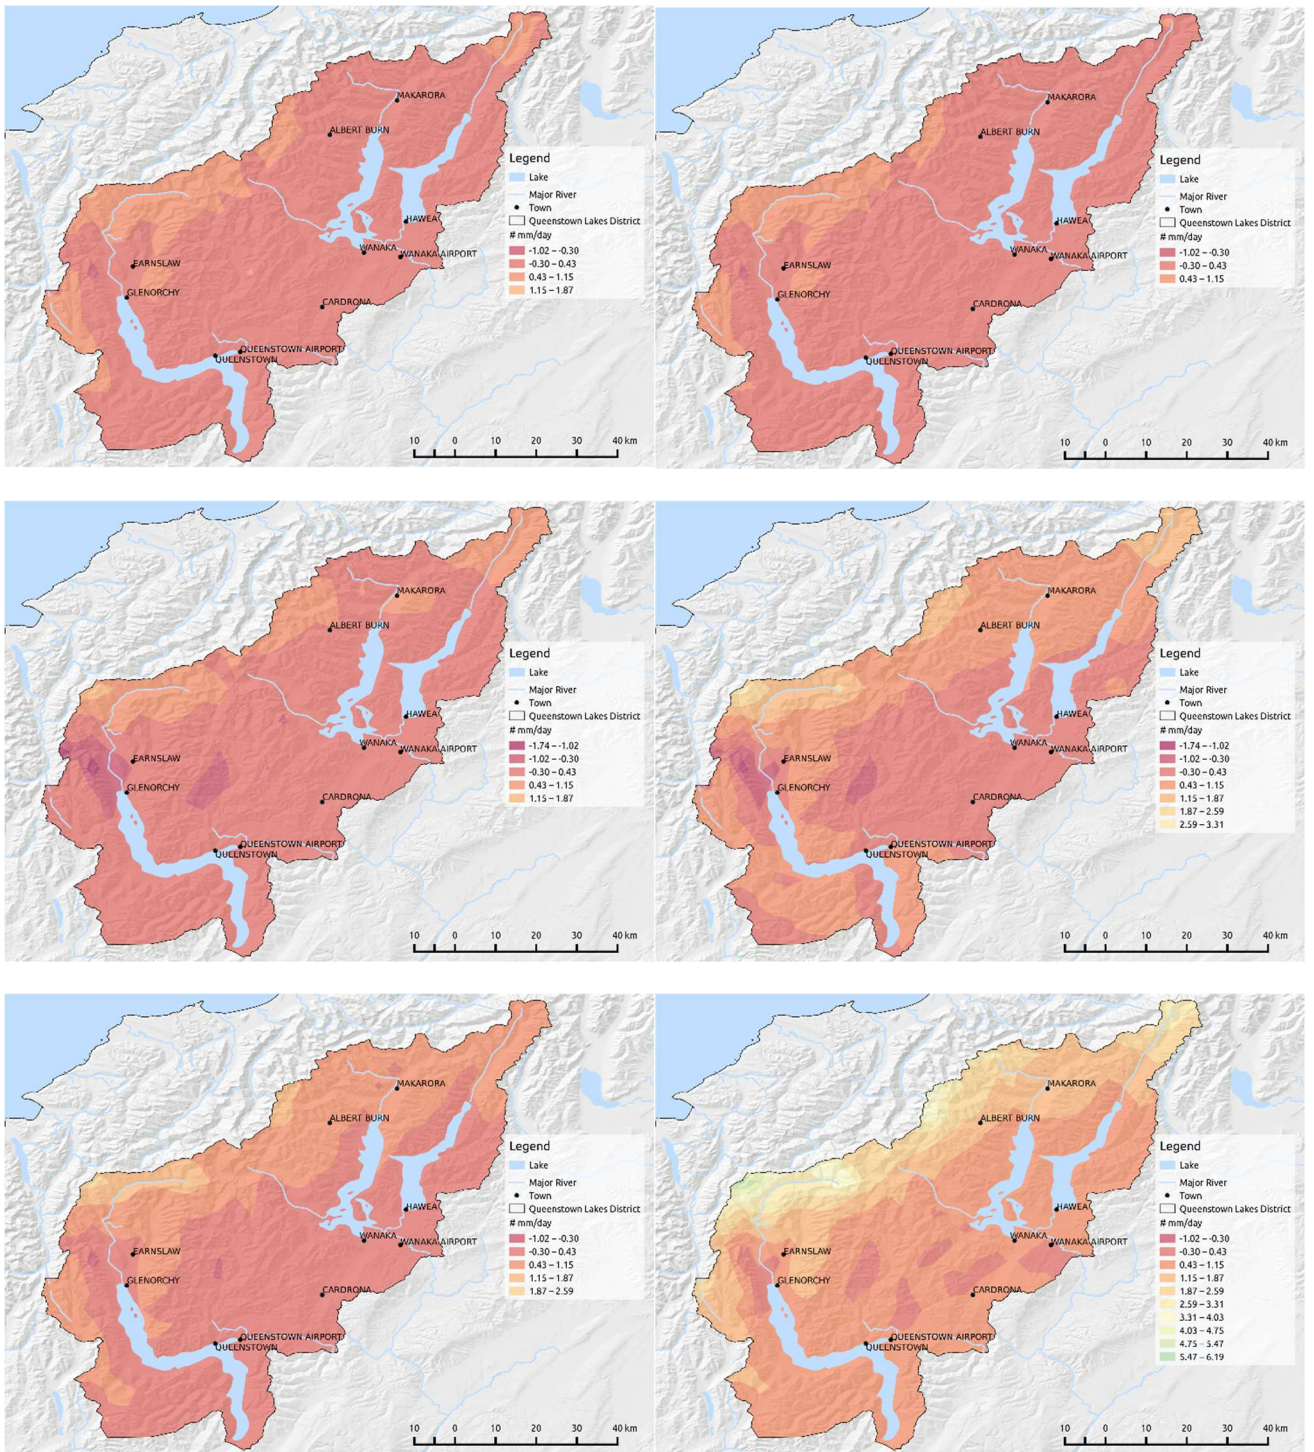 MAKARORA
ALBERT BURN
Legend
Lake
Major River
Town
Queenstown Lakes District
# mm/day
-1.02 – -0.30
-0.30 – 0.43
0.43 – 1.15
1.15 – 1.87
HAWEA
WANAKA
WANAKA AIRPORT
EARNSLAW
GLENORCHY
CARDRONA
QUEENSTOWN AIRPORT
QUEENSTOWN
10 0 10 20 30 40 km
MAKARORA
ALBERT BURN
Legend
Lake
Major River
Town
Queenstown Lakes District
# mm/day
-1.02 – -0.30
-0.30 – 0.43
0.43 – 1.15
HAWEA
WANAKA
WANAKA AIRPORT
EARNSLAW
GLENORCHY
CARDRONA
QUEENSTOWN AIRPORT
QUEENSTOWN
10 0 10 20 30 40 km
MAKARORA
ALBERT BURN
Legend
Lake
Major River
Town
Queenstown Lakes District
# mm/day
-1.74 – -1.02
-1.02 – -0.30
-0.30 – 0.43
0.43 – 1.15
1.15 – 1.87
HAWEA
WANAKA
WANAKA AIRPORT
EARNSLAW
GLENORCHY
CARDRONA
QUEENSTOWN AIRPORT
QUEENSTOWN
10 0 10 20 30 40 km
MAKARORA
ALBERT BURN
Legend
Lake
Major River
Town
Queenstown Lakes District
# mm/day
-1.74 – -1.02
-1.02 – -0.30
-0.30 – 0.43
0.43 – 1.15
1.15 – 1.87
1.87 – 2.59
2.59 – 3.31
HAWEA
WANAKA
WANAKA AIRPORT
EARNSLAW
GLENORCHY
CARDRONA
QUEENSTOWN AIRPORT
QUEENSTOWN
10 0 10 20 30 40 km
MAKARORA
ALBERT BURN
Legend
Lake
Major River
Town
Queenstown Lakes District
# mm/day
-1.02 – -0.30
-0.30 – 0.43
0.43 – 1.15
1.15 – 1.87
1.87 – 2.59
HAWEA
WANAKA
WANAKA AIRPORT
EARNSLAW
GLENORCHY
CARDRONA
QUEENSTOWN AIRPORT
QUEENSTOWN
10 0 10 20 30 40 km
MAKARORA
ALBERT BURN
Legend
Lake
Major River
Town
Queenstown Lakes District
# mm/day
-1.02 – -0.30
-0.30 – 0.43
0.43 – 1.15
1.15 – 1.87
1.87 – 2.59
2.59 – 3.31
3.31 – 4.03
4.03 – 4.75
4.75 – 5.47
5.47 – 6.19
HAWEA
WANAKA
WANAKA AIRPORT
EARNSLAW
GLENORCHY
CARDRONA
QUEENSTOWN AIRPORT
QUEENSTOWN
10 0 10 20 30 40 km